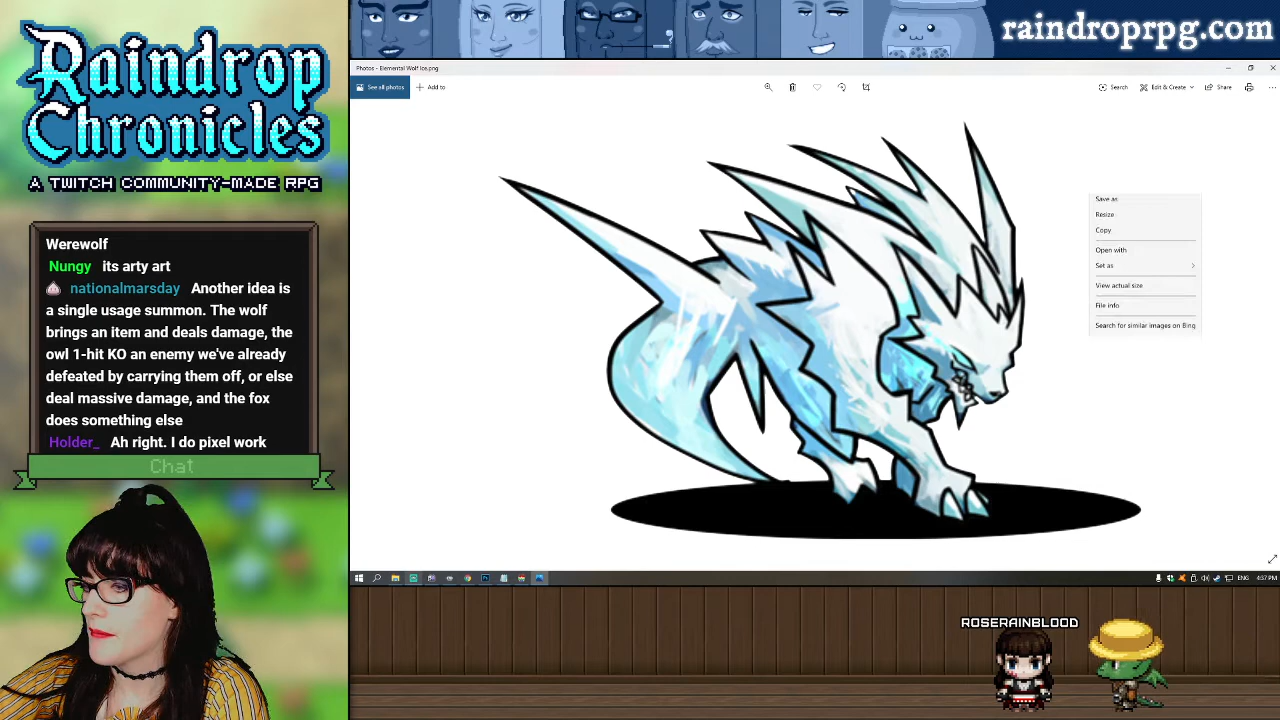 Raindrop
Chronicles
A TWITCH COMMUNITY-MADE RPG
raindroprpg.com
Photos - Elemental Wolf Ice.png
See all photos
Add to
Search
Edit & Create
Share
Save as
Resize
Copy
Open with
Set as
View actual size
File info
Search for similar images on Bing
Werewolf
Nungy its arty art
nationalmarsday Another idea is
a single usage summon. The wolf
brings an item and deals damage, the
owl 1-hit KO an enemy we've already
defeated by carrying them off, or else
deal massive damage, and the fox
does something else
Holder_ Ah right. I do pixel work
Chat
ENG 4:57 PM
ROSERAINBLOOD